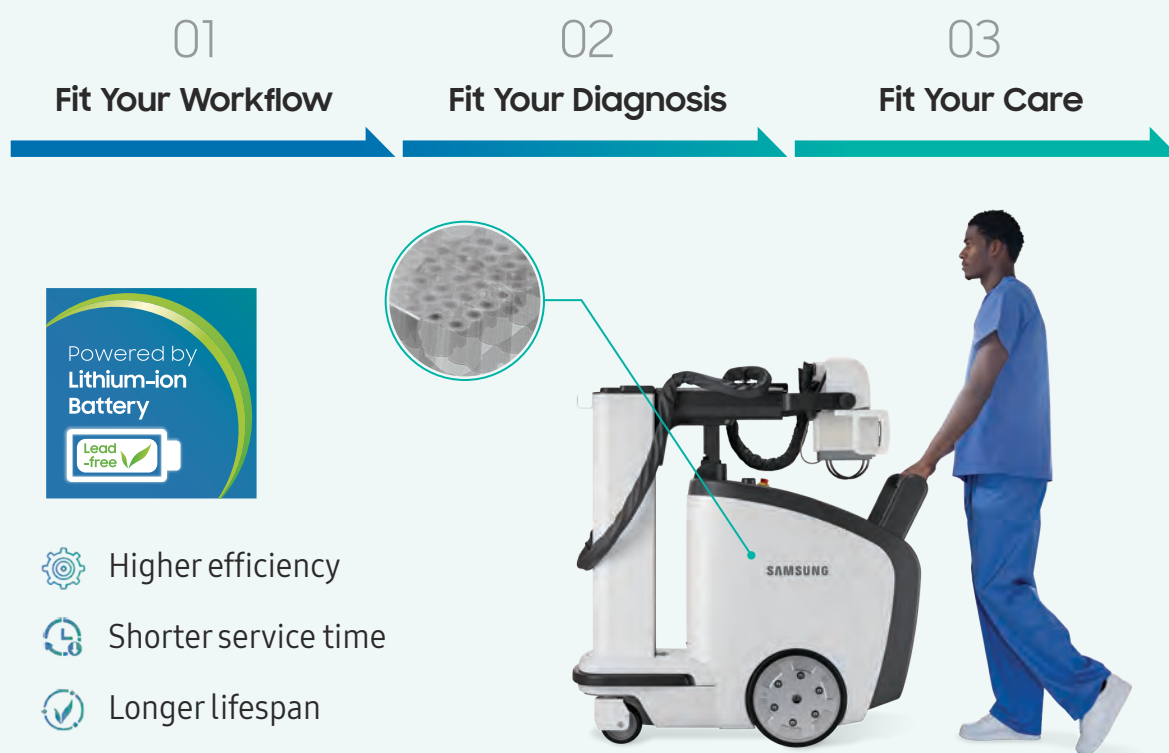 01
Fit Your Workflow
02
Fit Your Diagnosis
03
Fit Your Care
Powered by
Lithium-ion
Battery
Lead
-free
Higher efficiency
Shorter service time
Longer lifespan
SAMSUNG